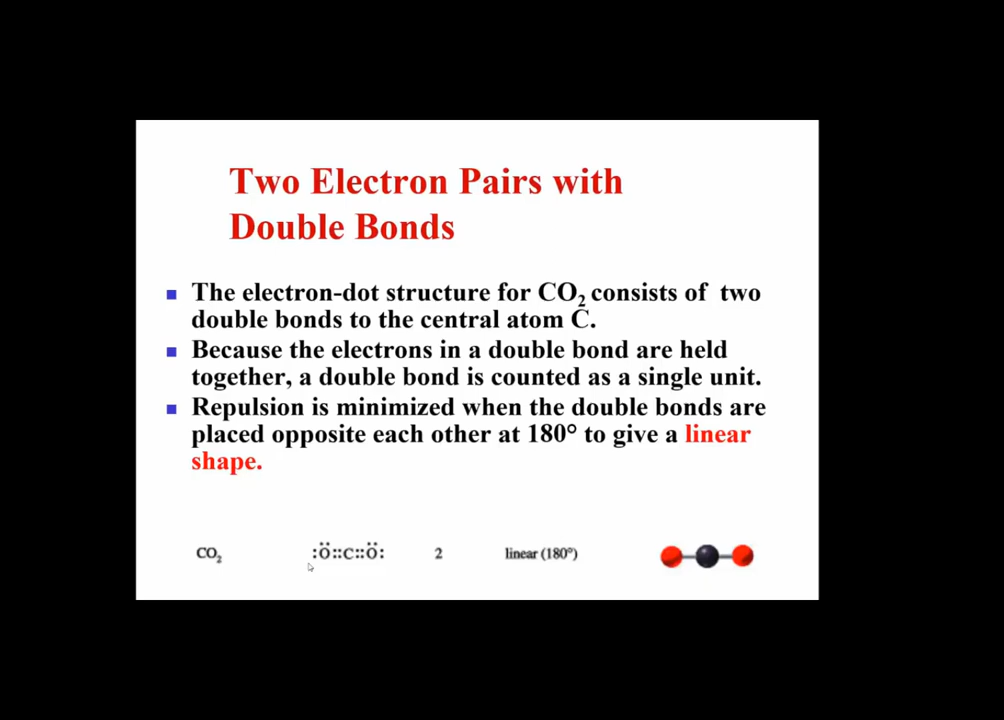 Two Electron Pairs with
Double Bonds
The electron-dot structure for CO₂ consists of two
double bonds to the central atom C.
Because the electrons in a double bond are held
together, a double bond is counted as a single unit.
Repulsion is minimized when the double bonds are
placed opposite each other at 180° to give a linear
shape.
CO₂ :Ö::C::Ö: 2 linear (180°)